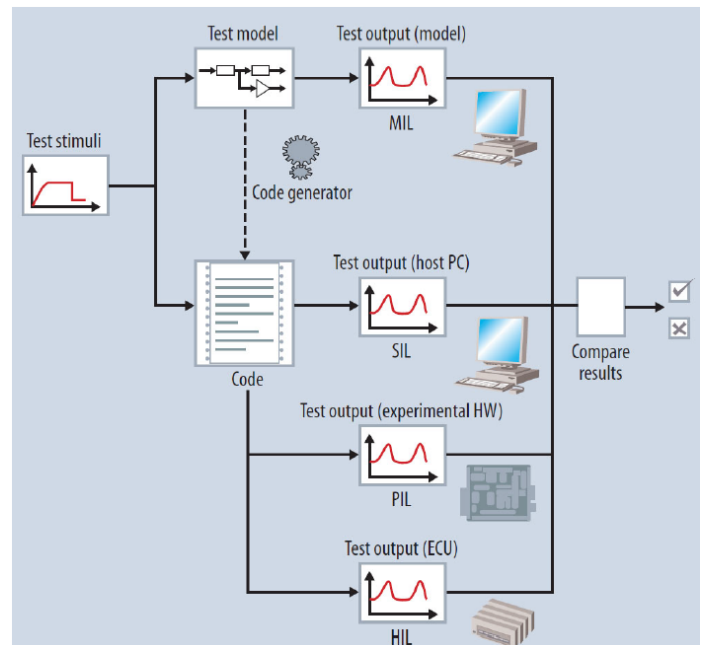 Test model
Test output (model)
MIL
Test stimuli
Code generator
Test output (host PC)
SIL
Code
Compare
results
Test output (experimental HW)
PIL
Test output (ECU)
HIL